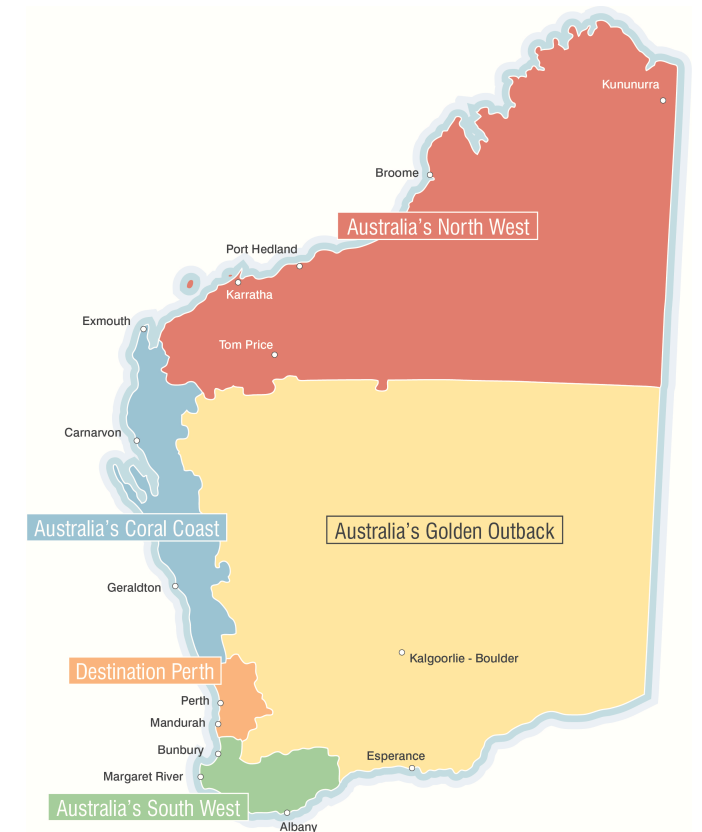 Kununurra
Broome
Australia's North West
Port Hedland
Karratha
Exmouth
Tom Price
Carnarvon
Australia's Coral Coast
Australia's Golden Outback
Geraldton
Kalgoorlie - Boulder
Destination Perth
Perth
Mandurah
Bunbury
Esperance
Margaret River
Australia's South West
Albany